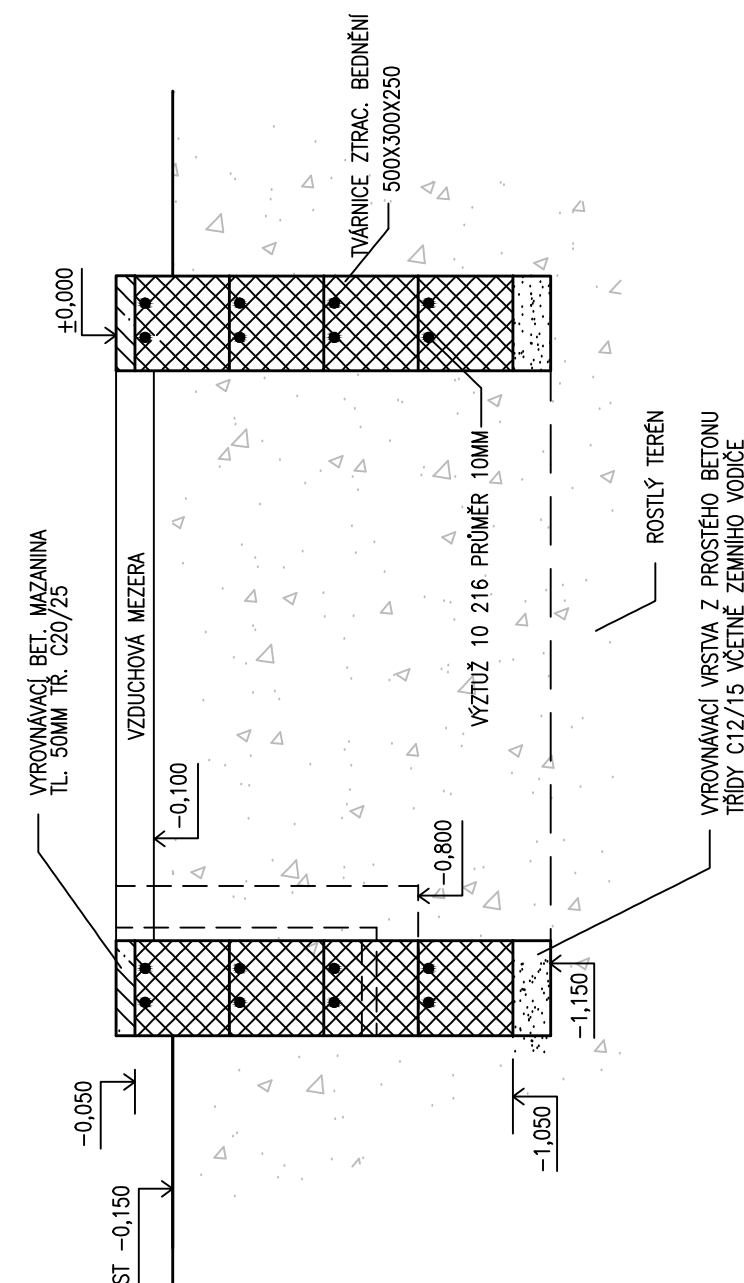 VYROVNÁVACÍ BET. MAZANINA
TL. 50MM TŘ. C20/25
±0,000
TVÁRNICE ZTRAC. BEDNĚNÍ
500X300X250
VZDUCHOVÁ MEZERA
-0,100
-0,050
ST -0,150
-0,800
VÝZTUŽ 10 216 PRŮMĚR 10MM
-1,050
-1,150
ROSTLÝ TERÉN
VYROVNÁVACÍ VRSTVA Z PROSTÉHO BETONU
TŘÍDY C12/15 VČETNĚ ZEMNÍHO VODIČE